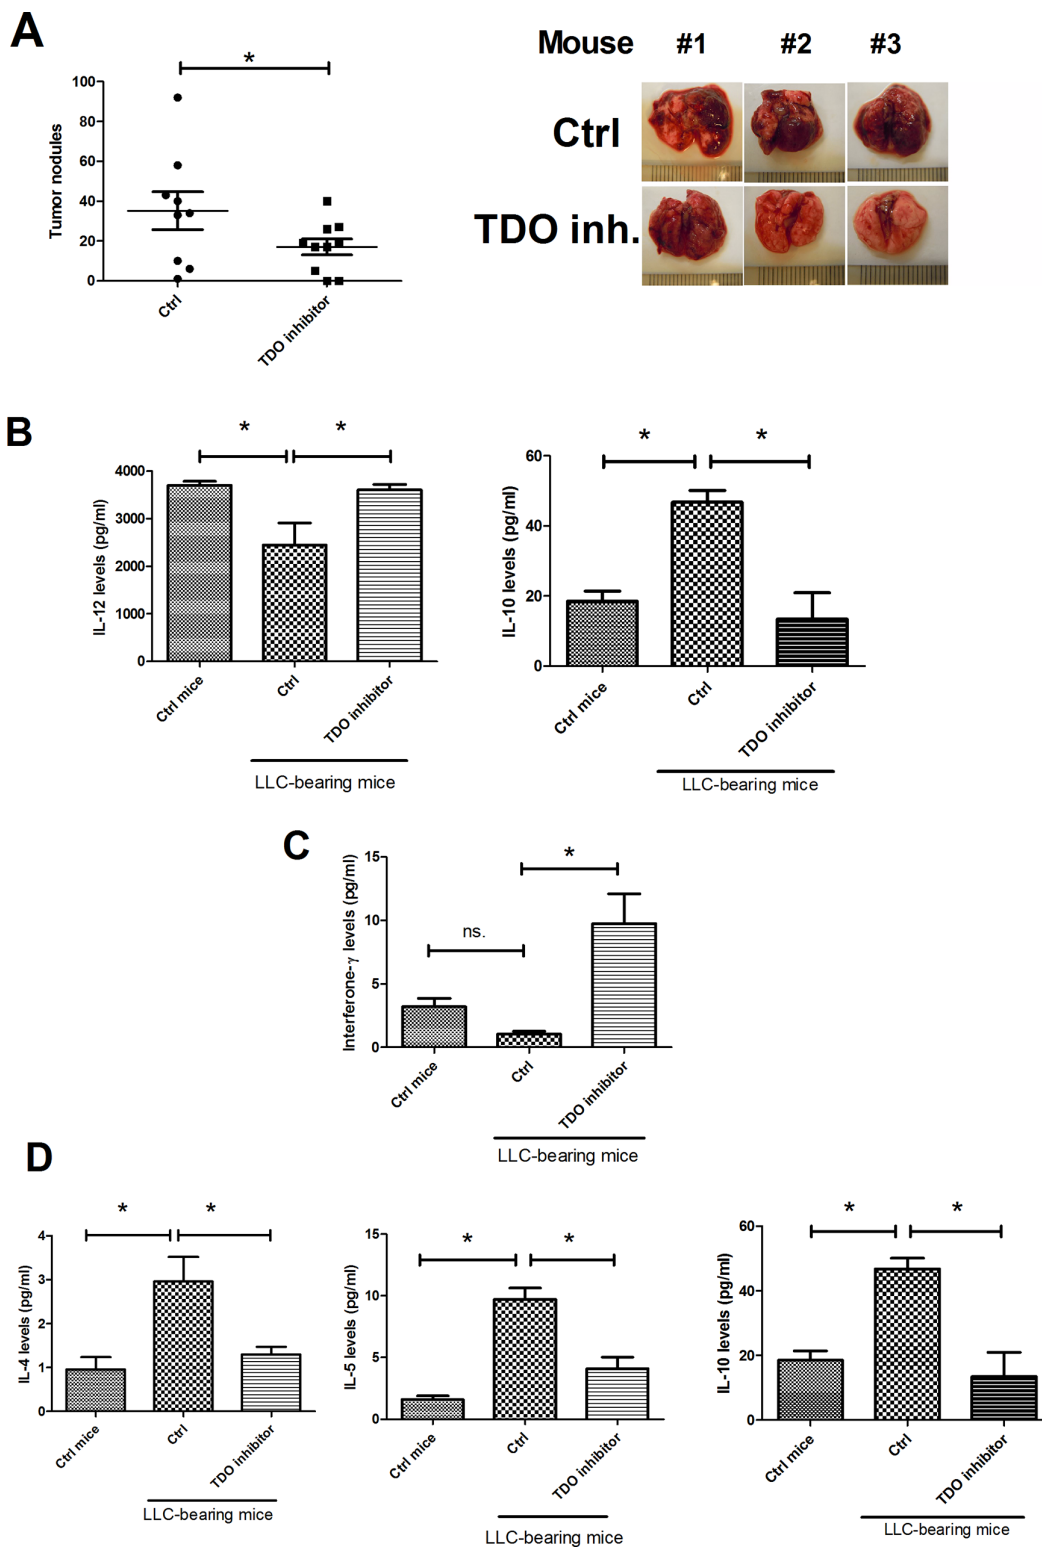 A
Mouse #1 #2 #3
*
Tumor nodules
100
80
60
40
20
0
Ctrl
TDO inhibitor
Ctrl
TDO inh.
B
* *
IL-12 levels (pg/ml)
4000
3000
2000
1000
0
Ctrl mice
Ctrl
TDO inhibitor
LLC-bearing mice
* *
IL-10 levels (pg/ml)
60
40
20
0
Ctrl mice
Ctrl
TDO inhibitor
LLC-bearing mice
C
*
ns.
Interferone-γ levels (pg/ml)
15
10
5
0
Ctrl mice
Ctrl
TDO inhibitor
LLC-bearing mice
D
* *
IL-4 levels (pg/ml)
4
3
2
1
0
Ctrl mice
Ctrl
TDO inhibitor
LLC-bearing mice
* *
IL-5 levels (pg/ml)
15
10
5
0
Ctrl mice
Ctrl
TDO inhibitor
LLC-bearing mice
* *
IL-10 levels (pg/ml)
60
40
20
0
Ctrl mice
Ctrl
TDO inhibitor
LLC-bearing mice